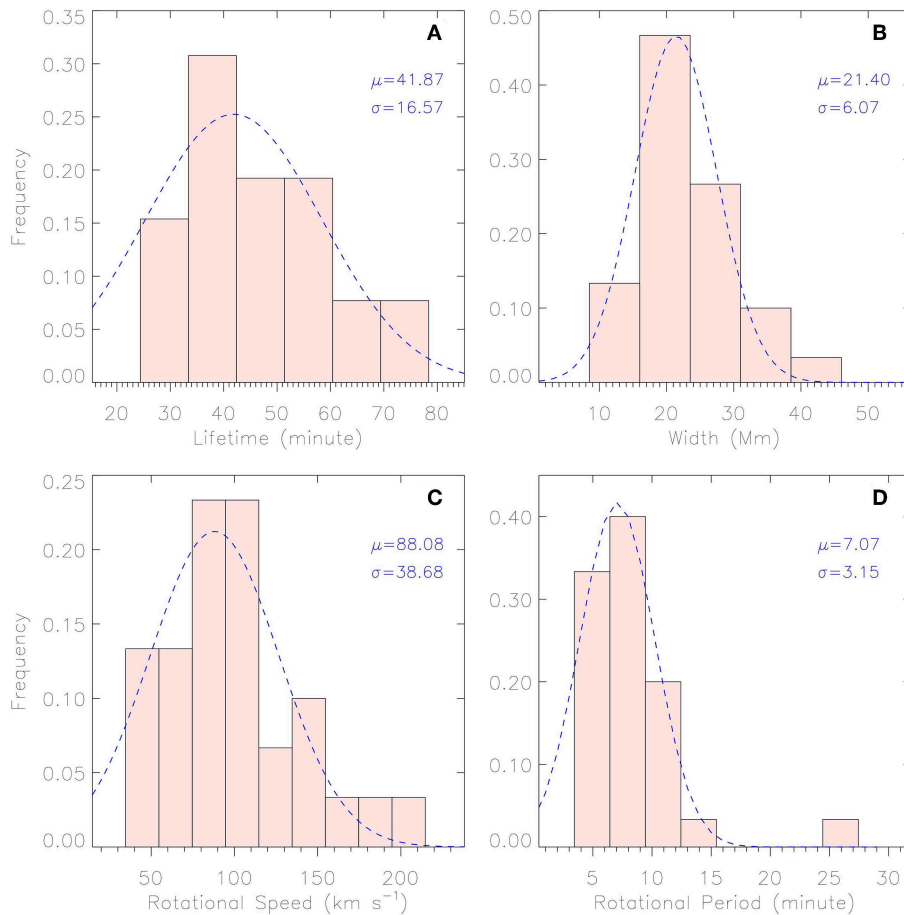 A
μ=41.87
σ=16.57
Frequency
0.35
0.30
0.25
0.20
0.15
0.10
0.05
0.00
20 30 40 50 60 70 80
Lifetime (minute)
B
μ=21.40
σ=6.07
0.50
0.40
0.30
0.20
0.10
0.00
10 20 30 40 50
Width (Mm)
C
μ=88.08
σ=38.68
Frequency
0.25
0.20
0.15
0.10
0.05
0.00
50 100 150 200
Rotational Speed (km s⁻¹)
D
μ=7.07
σ=3.15
0.40
0.30
0.20
0.10
0.00
5 10 15 20 25 30
Rotational Period (minute)